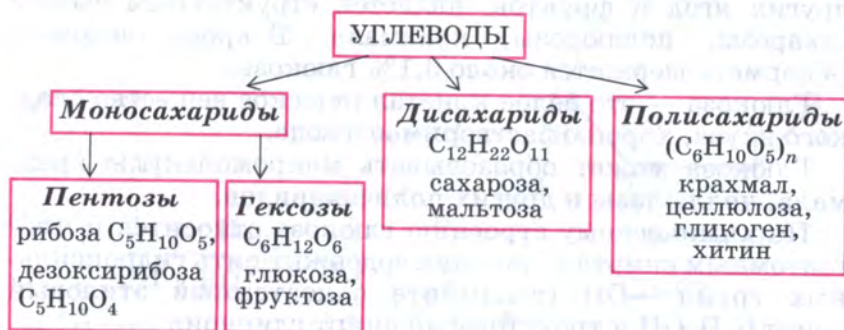 УГЛЕВОДЫ
Моносахариды
Дисахариды
C₁₂H₂₂O₁₁
сахароза,
мальтоза
Полисахариды
(C₆H₁₀O₅)ₙ
крахмал,
целлюлоза,
гликоген,
хитин
Пентозы
рибоза C₅H₁₀O₅,
дезоксирибоза
C₅H₁₀O₄
Гексозы
C₆H₁₂O₆
глюкоза,
фруктоза